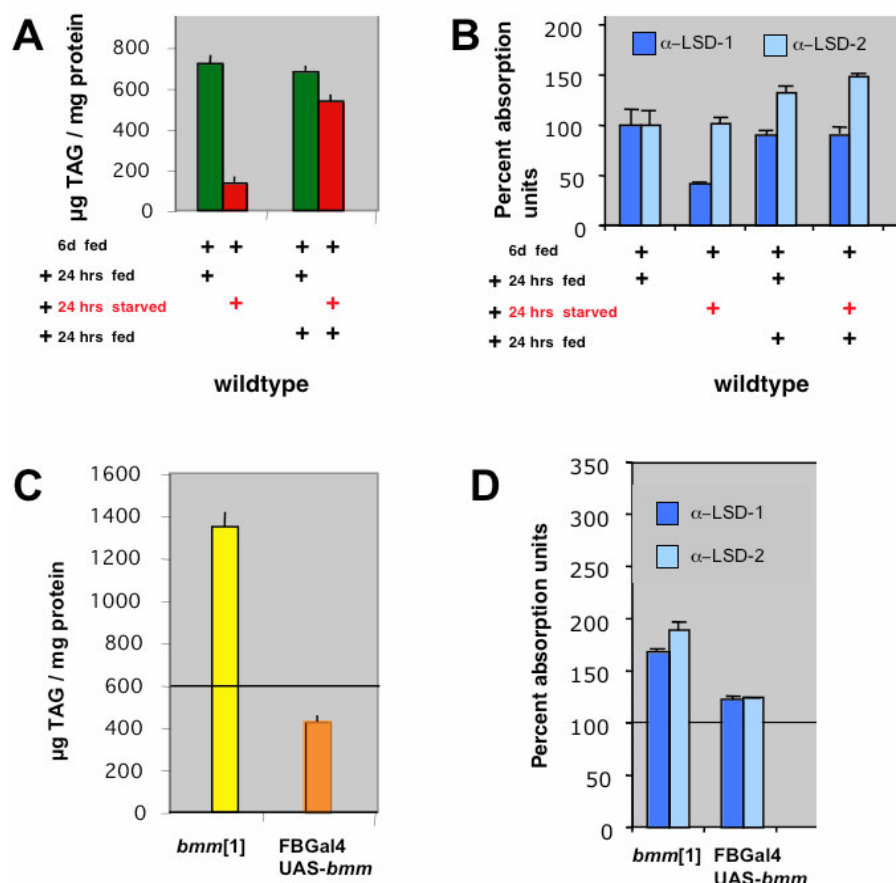 A
µg TAG / mg protein
800
600
400
200
0
6d fed + + + +
+ 24 hrs fed + +
+ 24 hrs starved + +
+ 24 hrs fed + +
wildtype
B
Percent absorption
units
200
150
100
50
0
α–LSD-1 α–LSD-2
6d fed + + + +
+ 24 hrs fed + +
+ 24 hrs starved + +
+ 24 hrs fed + +
wildtype
C
µg TAG / mg protein
1600
1400
1200
1000
800
600
400
200
0
bmm[1] FBGal4
UAS-bmm
D
Percent absorption units
350
300
250
200
150
100
50
0
α–LSD-1
α–LSD-2
bmm[1] FBGal4
UAS-bmm